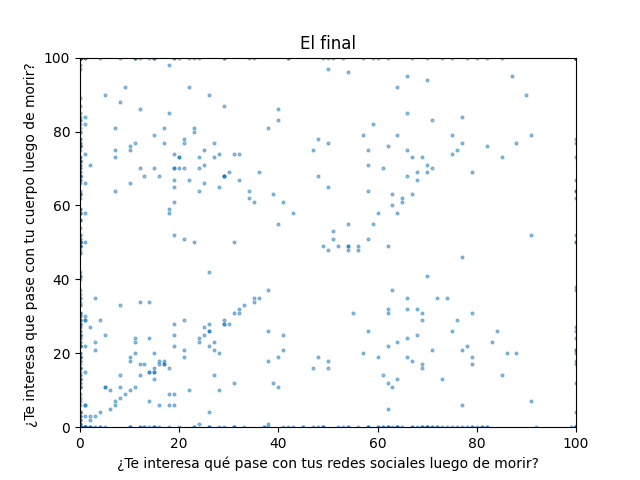 El final
100
80
60
40
20
0
¿Te interesa que pase con tu cuerpo luego de morir?
0 20 40 60 80 100
¿Te interesa qué pase con tus redes sociales luego de morir?